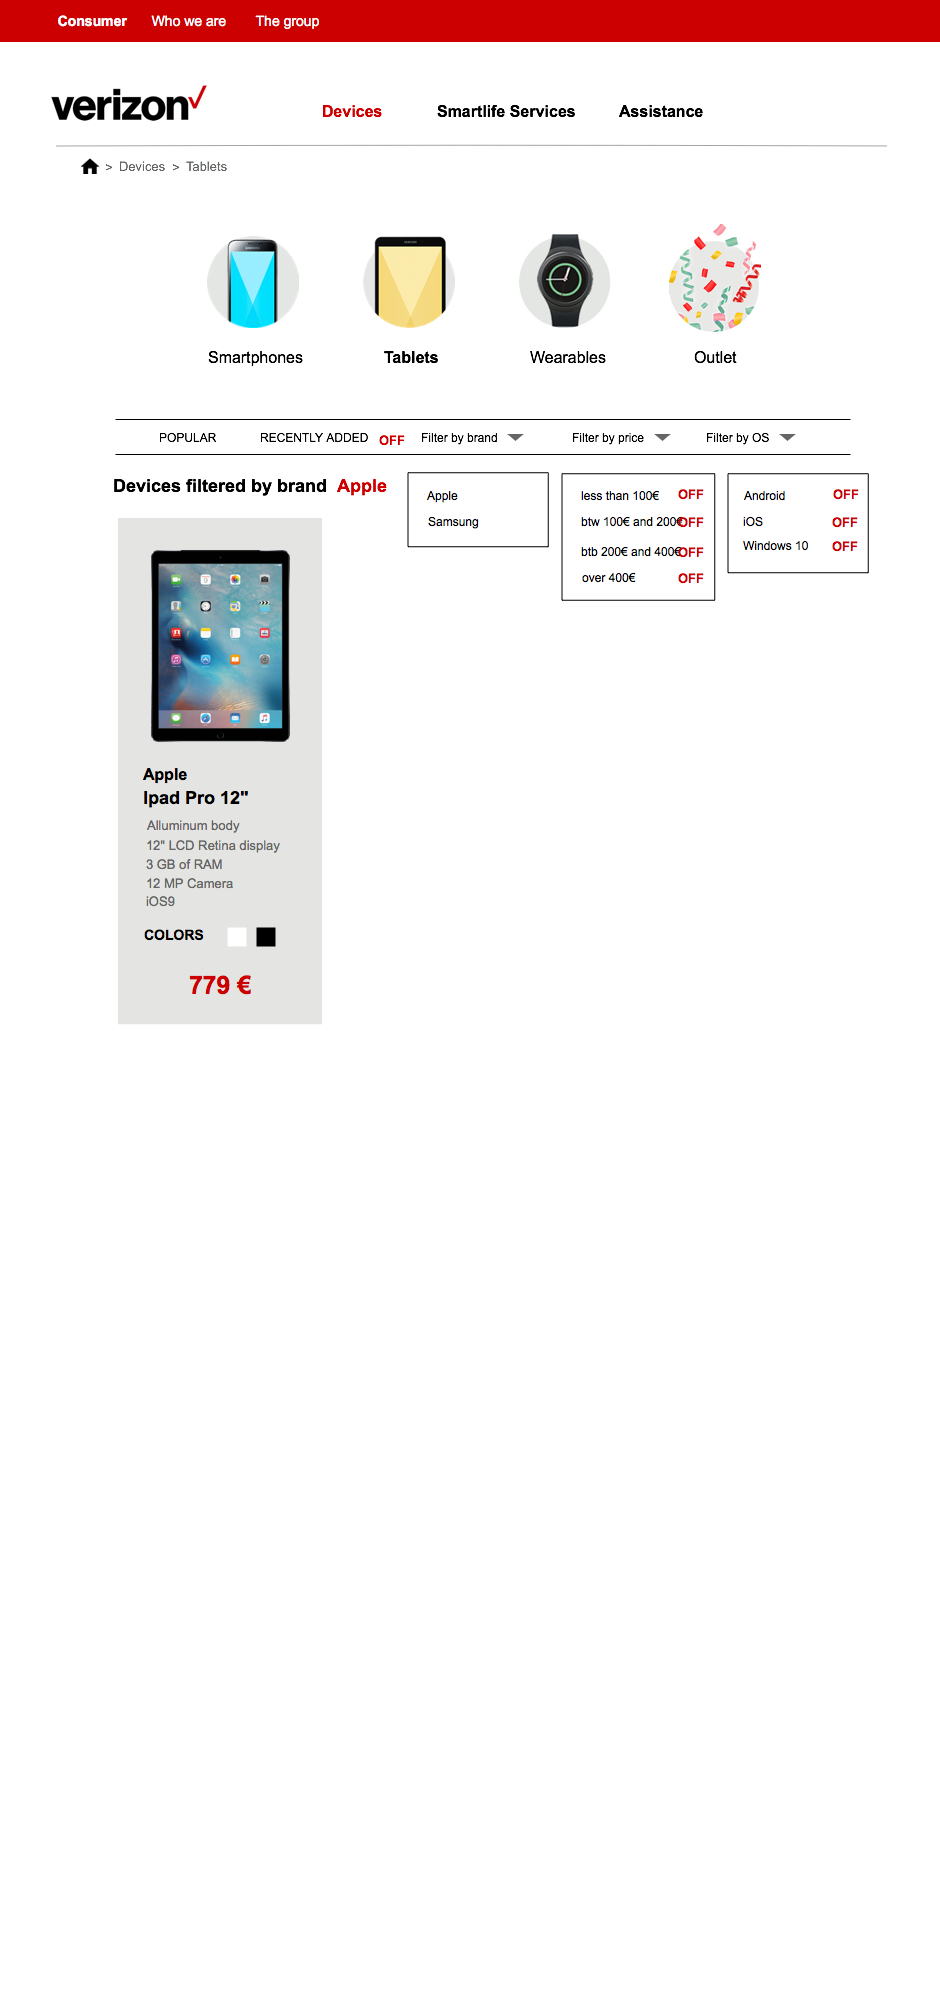 Consumer Who we are The group
verizon
Devices Smartlife Services Assistance
> Devices > Tablets
Smartphones Tablets Wearables Outlet
POPULAR RECENTLY ADDED OFF Filter by brand Filter by price Filter by OS
Devices filtered by brand Apple
Apple
Samsung
less than 100€ OFF
btw 100€ and 200€ OFF
btb 200€ and 400€ OFF
over 400€ OFF
Android OFF
iOS OFF
Windows 10 OFF
Apple
Ipad Pro 12"
Alluminum body
12" LCD Retina display
3 GB of RAM
12 MP Camera
iOS9
COLORS
779 €